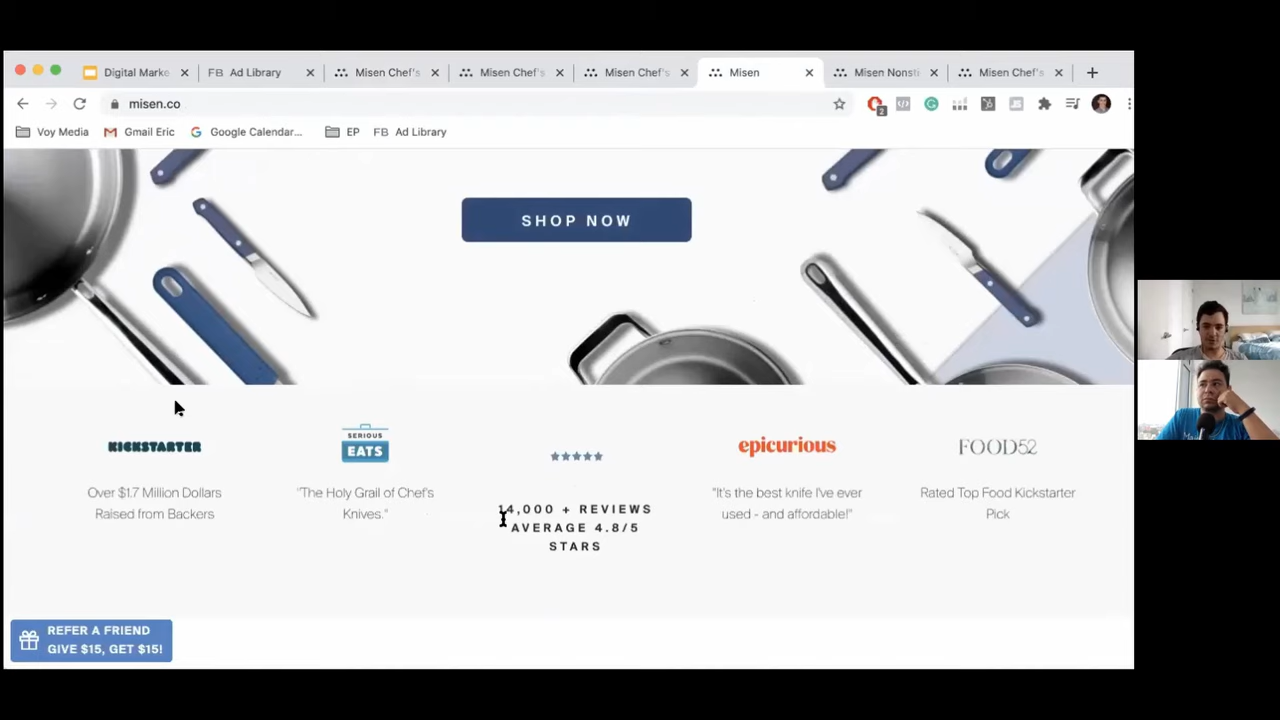 Digital Marke
FB Ad Library
Misen Chef's
Misen Chef's
Misen Chef's
Misen
Misen Nonsti
Misen Chef's
misen.co
2
Voy Media
Gmail Eric
Google Calendar...
EP
FB Ad Library
SHOP NOW
KICKSTARTER
Over $1.7 Million Dollars
Raised from Backers
SERIOUS
EATS
"The Holy Grail of Chef's
Knives."
14,000 + REVIEWS
AVERAGE 4.8/5
STARS
epicurious
"It's the best knife I've ever
used - and affordable!"
FOOD52
Rated Top Food Kickstarter
Pick
REFER A FRIEND
GIVE $15, GET $15!